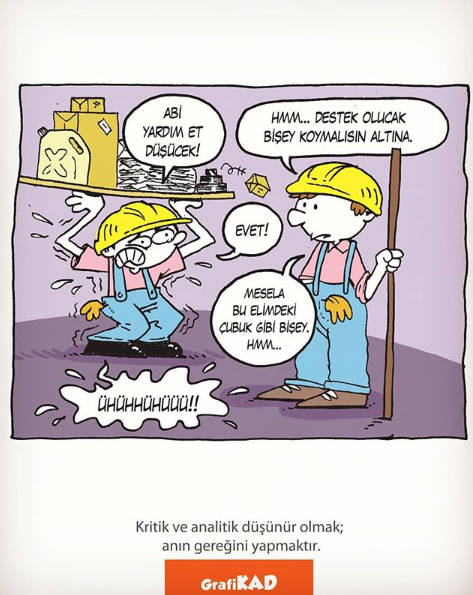 ABİ
YARDIM ET
DÜŞÜCEK!
HMM... DESTEK OLUCAK
BİŞEY KOYMALISIN ALTINA.
EVET!
MESELA
BU ELİMDEKİ
ÇUBUK GİBİ BİŞEY.
HMM...
ÜHÜHHÜHÜÜÜ!!
Kritik ve analitik düşünür olmak;
anın gereğini yapmaktır.
GrafiKAD